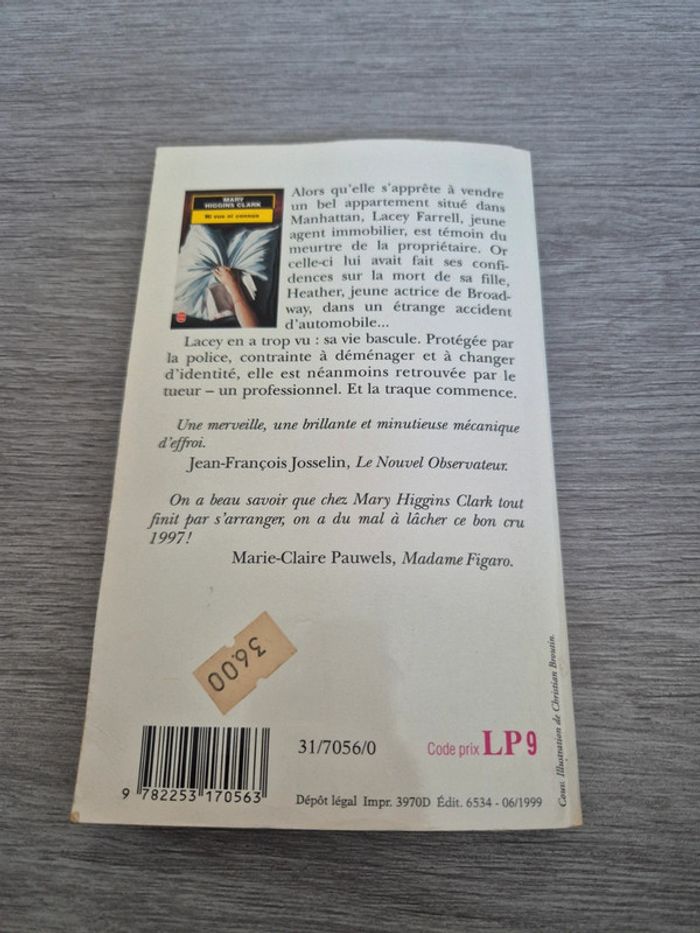 MARY
HIGGINS CLARK
Ni vue ni connue
Alors qu'elle s'apprête à vendre
un bel appartement situé dans
Manhattan, Lacey Farrell, jeune
agent immobilier, est témoin du
meurtre de la propriétaire. Or
celle-ci lui avait fait ses confi-
dences sur la mort de sa fille,
Heather, jeune actrice de Broad-
way, dans un étrange accident
d'automobile...
Lacey en a trop vu : sa vie bascule. Protégée par
la police, contrainte à déménager et à changer
d'identité, elle est néanmoins retrouvée par le
tueur – un professionnel. Et la traque commence.
Une merveille, une brillante et minutieuse mécanique
d'effroi.
Jean-François Josselin, Le Nouvel Observateur.
On a beau savoir que chez Mary Higgins Clark tout
finit par s'arranger, on a du mal à lâcher ce bon cru
1997 !
Marie-Claire Pauwels, Madame Figaro.
36.00
31/7056/0
Code prix LP 9
9 782253 170563
Dépôt légal Impr. 3970D Édit. 6534 - 06/1999
Couv. Illustration de Christian Broutin.